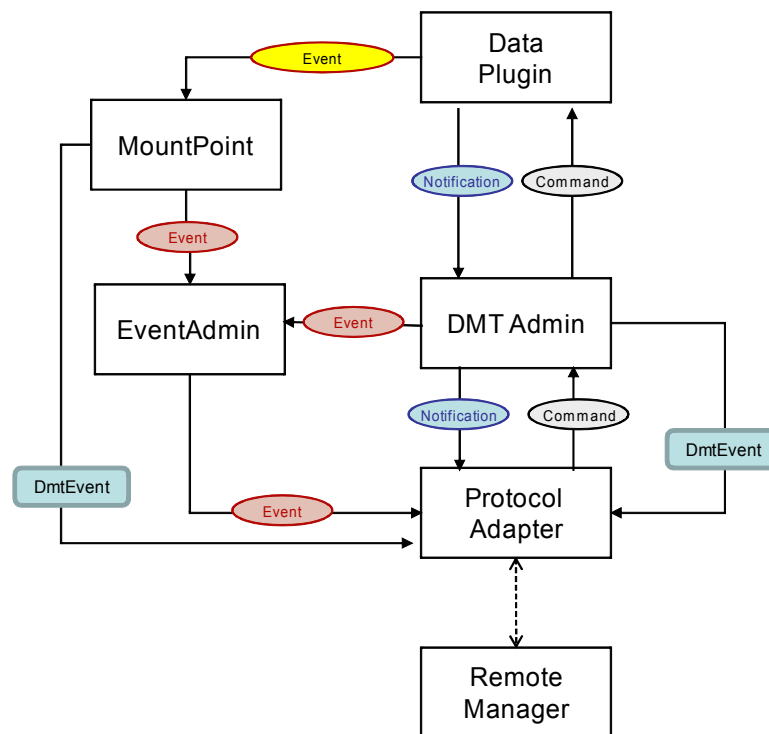 Data
Plugin
Event
MountPoint
Notification
Command
Event
EventAdmin
Event
DMT Admin
Notification
Command
DmtEvent
DmtEvent
Event
Protocol
Adapter
Remote
Manager